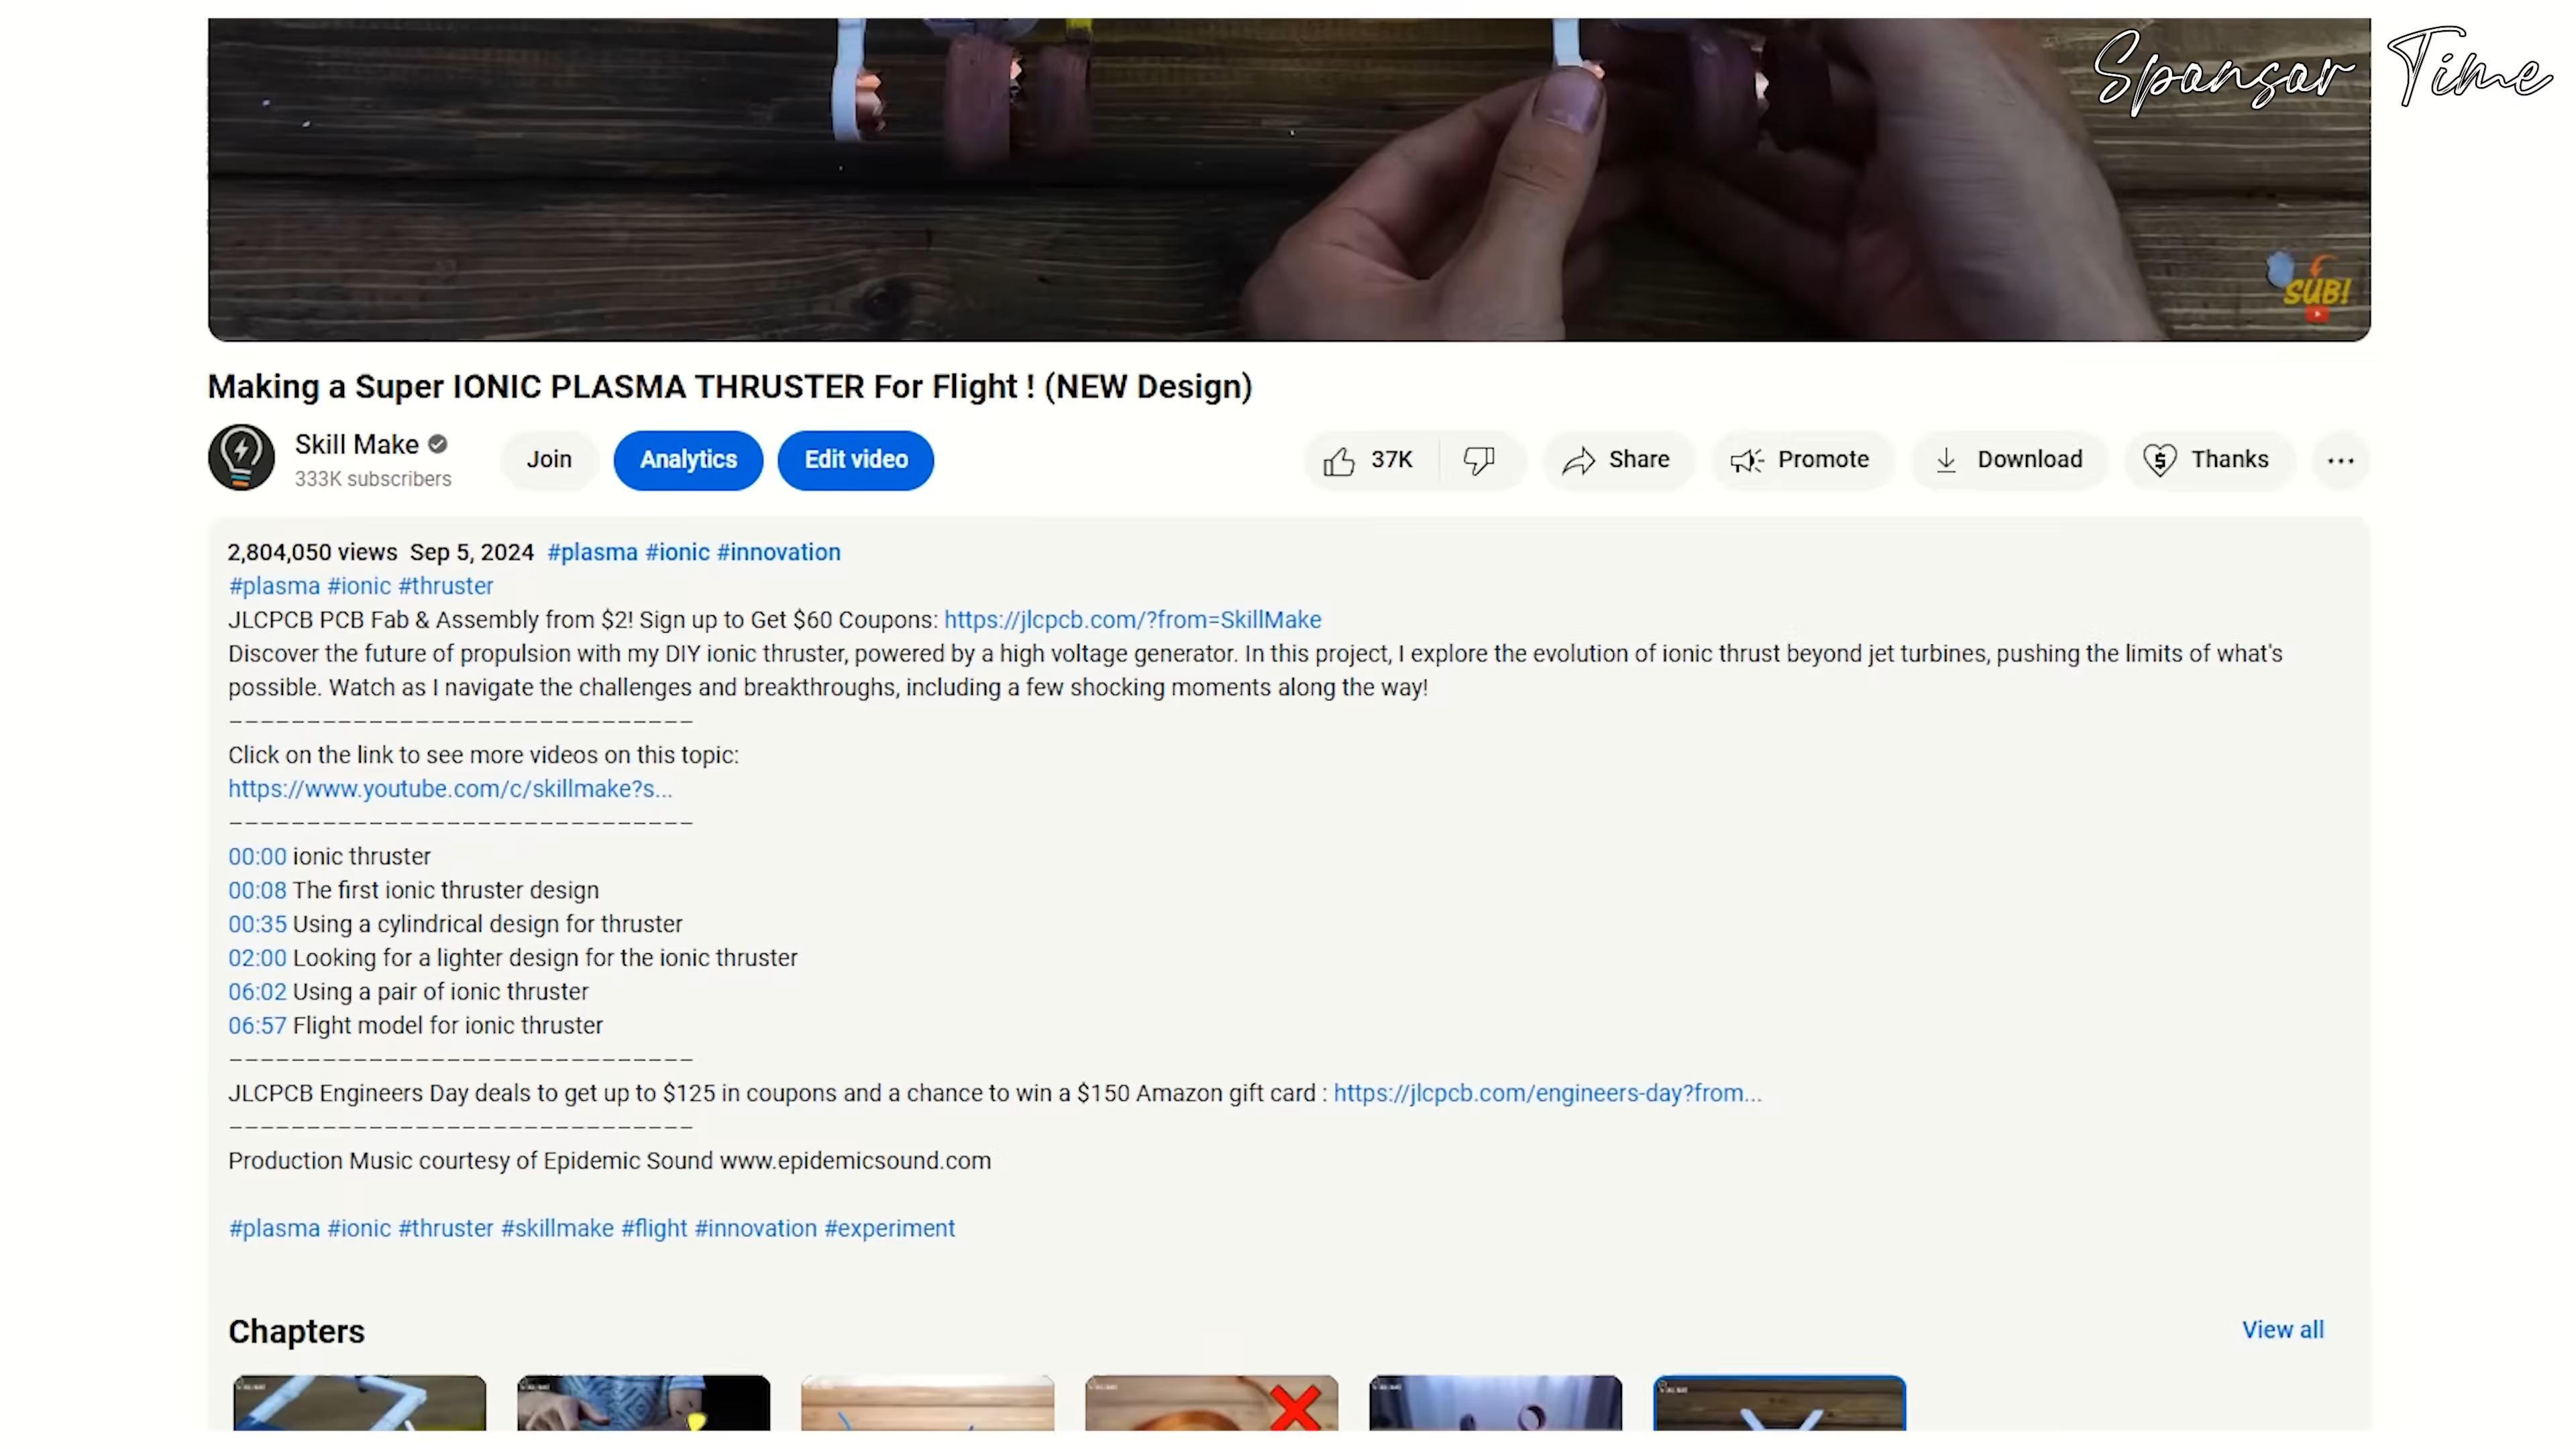 Sponsor Time
SUB!
Making a Super IONIC PLASMA THRUSTER For Flight ! (NEW Design)
Skill Make
333K subscribers
Join
Analytics
Edit video
37K
Share
Promote
Download
Thanks
2,804,050 views Sep 5, 2024 #plasma #ionic #innovation
#plasma #ionic #thruster
JLCPCB PCB Fab & Assembly from $2! Sign up to Get $60 Coupons: https://jlcpcb.com/?from=SkillMake
Discover the future of propulsion with my DIY ionic thruster, powered by a high voltage generator. In this project, I explore the evolution of ionic thrust beyond jet turbines, pushing the limits of what's
possible. Watch as I navigate the challenges and breakthroughs, including a few shocking moments along the way!
______________________________
Click on the link to see more videos on this topic:
https://www.youtube.com/c/skillmake?s...
______________________________
00:00 ionic thruster
00:08 The first ionic thruster design
00:35 Using a cylindrical design for thruster
02:00 Looking for a lighter design for the ionic thruster
06:02 Using a pair of ionic thruster
06:57 Flight model for ionic thruster
______________________________
JLCPCB Engineers Day deals to get up to $125 in coupons and a chance to win a $150 Amazon gift card : https://jlcpcb.com/engineers-day?from...
______________________________
Production Music courtesy of Epidemic Sound www.epidemicsound.com
#plasma #ionic #thruster #skillmake #flight #innovation #experiment
Chapters
View all